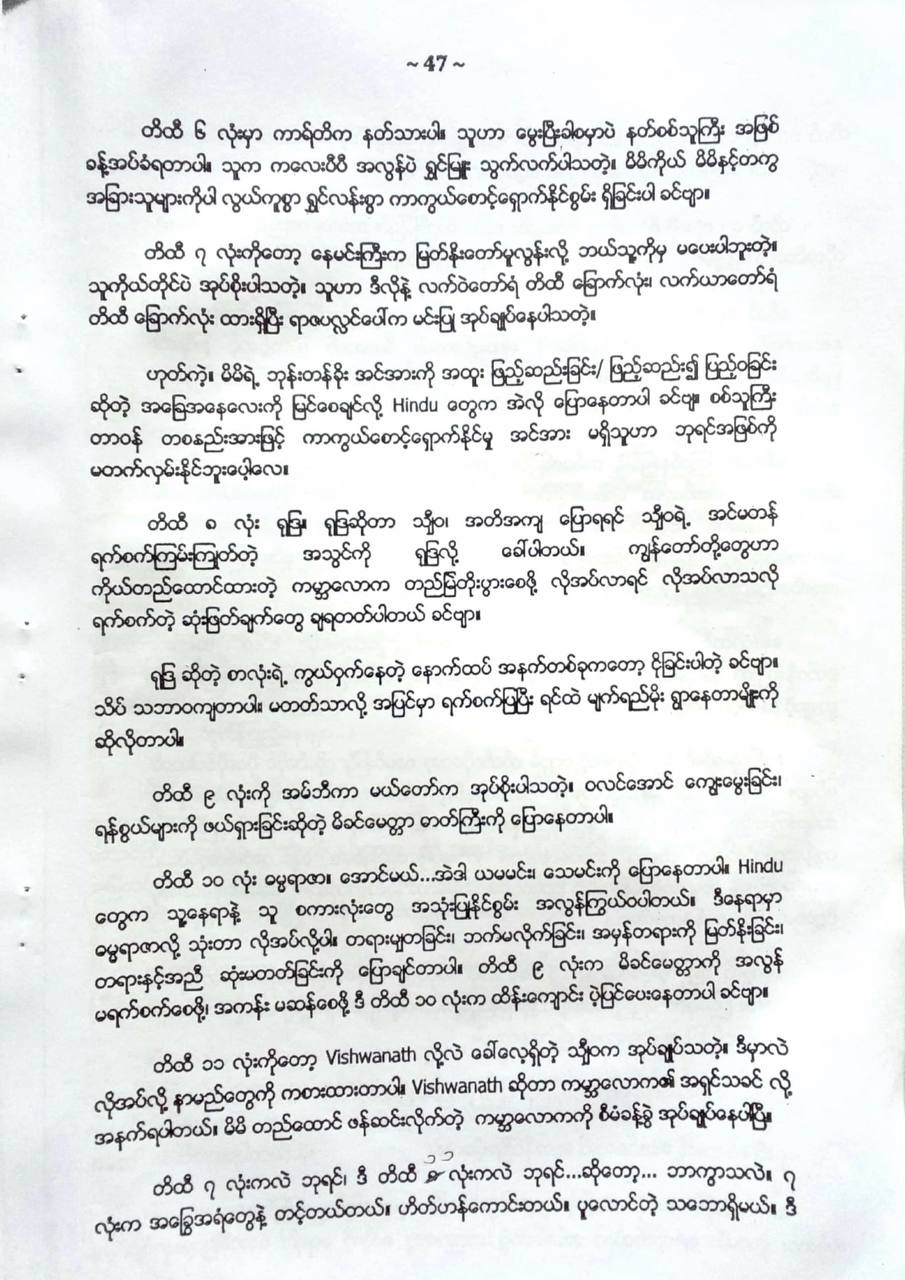 ~ 47 ~
တိထီ ၆ လုံးမှာ ကာရ်တိက နတ်သားပါ။ သူဟာ မွေးပြီးခါစမှာပဲ နတ်စစ်သူကြီး အဖြစ်
ခန့်အပ်ခံရတာပါ။ သူက ကလေးပီပီ အလွန်ပဲ ရွှင်မြူး သွက်လက်ပါသတဲ့။ မိမိကိုယ် မိမိနှင့်တကွ
အခြားသူများကိုပါ လွယ်ကူစွာ ရွှင်လန်းစွာ ကာကွယ်စောင့်ရှောက်နိုင်စွမ်း ရှိခြင်းပါ ခင်ဗျာ။
တိထီ ၇ လုံးကိုတော့ နေမင်းကြီးက မြတ်နိုးတော်မူလွန်းလို့ ဘယ်သူ့ကိုမှ မပေးပါဘူးတဲ့။
သူကိုယ်တိုင်ပဲ အုပ်စိုးပါသတဲ့။ သူဟာ ဒီလိုနဲ့ လက်ဝဲတော်ရံ တိထီ ခြောက်လုံး၊ လက်ယာတော်ရံ
တိထီ ခြောက်လုံး ထားရှိပြီး ရာဇပလ္လင်ပေါ်က မင်းပြု အုပ်ချုပ်နေပါသတဲ့။
ဟုတ်ကဲ့။ မိမိရဲ့ ဘုန်းတန်ခိုး အင်အားကို အထူး ဖြည့်ဆည်းခြင်း/ ဖြည့်ဆည်း၍ ပြည့်ဝခြင်း
ဆိုတဲ့ အခြေအနေလေးကို မြင်စေချင်လို့ Hindu တွေက အဲလို ပြောနေတာပါ ခင်ဗျ။ စစ်သူကြီး
တာဝန် တစနည်းအားဖြင့် ကာကွယ်စောင့်ရှောက်နိုင်မှု အင်အား မရှိသူဟာ ဘုရင်အဖြစ်ကို
မတက်လှမ်းနိုင်ဘူးပေါ့လေ။
တိထီ ၈ လုံး ရုဒြ။ ရုဒြဆိုတာ သျှီဝ၊ အတိအကျ ပြောရရင် သျှီဝရဲ့ အင်မတန်
ရက်စက်ကြမ်းကြုတ်တဲ့ အသွင်ကို ရုဒြလို့ ခေါ်ပါတယ်။ ကျွန်တော်တို့တွေဟာ
ကိုယ်တည်ထောင်ထားတဲ့ ကမ္ဘာလောက တည်မြဲတိုးပွားစေဖို့ လိုအပ်လာရင် လိုအပ်လာသလို
ရက်စက်တဲ့ ဆုံးဖြတ်ချက်တွေ ချရတတ်ပါတယ် ခင်ဗျာ။
ရုဒြ ဆိုတဲ့ စာလုံးရဲ့ ကွယ်ဝှက်နေတဲ့ နောက်ထပ် အနက်တစ်ခုကတော့ ငိုခြင်းပါတဲ့ ခင်ဗျာ။
သိပ် သဘာဝကျတာပါ။ မတတ်သာလို့ အပြင်မှာ ရက်စက်ပြပြီး ရင်ထဲ မျက်ရည်မိုး ရွာနေတာမျိုးကို
ဆိုလိုတာပါ။
တိထီ ၉ လုံးကို အမ်ဘီကာ မယ်တော်က အုပ်စိုးပါသတဲ့။ ဝလင်အောင် ကျွေးမွေးခြင်း၊
ရန်စွယ်များကို ဖယ်ရှားခြင်းဆိုတဲ့ မိခင်မေတ္တာ ဓာတ်ကြီးကို ပြောနေတာပါ။
တိထီ ၁၀ လုံး ဓမ္မရာဇာ။ အောင်မယ်...အဲဒါ ယမမင်း၊ သေမင်းကို ပြောနေတာပါ။ Hindu
တွေက သူ့နေရာနဲ့ သူ စကားလုံးတွေ အသုံးပြုနိုင်စွမ်း အလွန်ကြွယ်ဝပါတယ်။ ဒီနေရာမှာ
ဓမ္မရာဇာလို့ သုံးတာ လိုအပ်လို့ပါ။ တရားမျှတခြင်း၊ ဘက်မလိုက်ခြင်း၊ အမှန်တရားကို မြတ်နိုးခြင်း၊
တရားနှင့်အညီ ဆုံးမတတ်ခြင်းကို ပြောချင်တာပါ။ တိထီ ၉ လုံးက မိခင်မေတ္တာကို အလွန်
မရက်စက်စေဖို့၊ အကန်း မဆန်စေဖို့ ဒီ တိထီ ၁၀ လုံးက ထိန်းကျောင်း ပဲ့ပြင်ပေးနေတာပါ ခင်ဗျာ။
တိထီ ၁၁ လုံးကိုတော့ Vishwanath လို့လဲ ခေါ်လေ့ရှိတဲ့ သျှီဝက အုပ်ချုပ်သတဲ့။ ဒီမှာလဲ
လိုအပ်လို့ နာမည်တွေကို ကစားထားတာပါ။ Vishwanath ဆိုတာ ကမ္ဘာလောက၏ အရှင်သခင် လို့
အနက်ရပါတယ်။ မိမိ တည်ထောင် ဖန်ဆင်းလိုက်တဲ့ ကမ္ဘာလောကကို စီမံခန့်ခွဲ အုပ်ချုပ်နေပါပြီ။
တိထီ ၇ လုံးကလဲ ဘုရင်၊ ဒီ တိထီ ၁၁ လုံးကလဲ ဘုရင်...ဆိုတော့... ဘာကွာသလဲ။ ၇
လုံးက အခြွေအရံတွေနဲ့ တင့်တယ်တယ်။ ဟိတ်ဟန်ကောင်းတယ်။ ပူလောင်တဲ့ သဘောရှိမယ်။ ဒီ